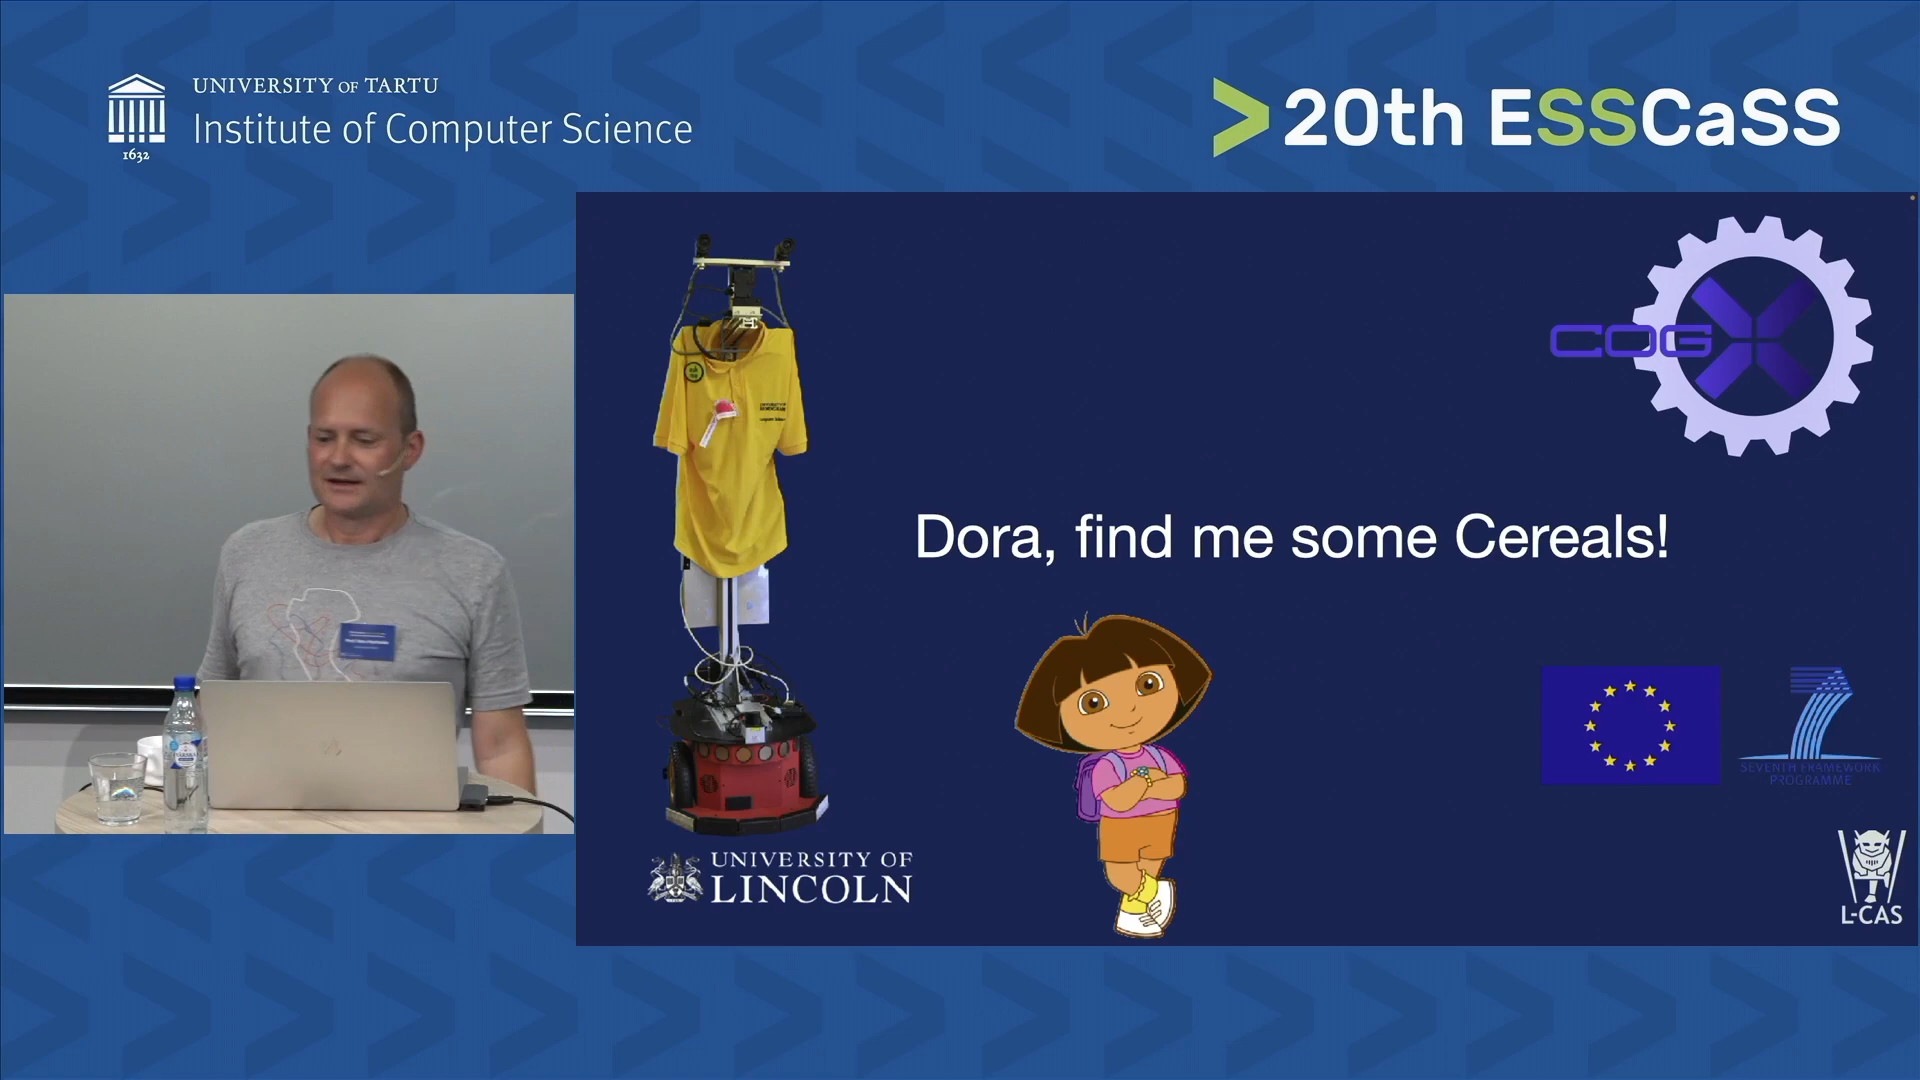 UNIVERSITY OF TARTU
Institute of Computer Science
1632
>20th ESSCaSS
COGX
Dora, find me some Cereals!
SEVENTH FRAMEWORK
PROGRAMME
UNIVERSITY OF
LINCOLN
L-CAS